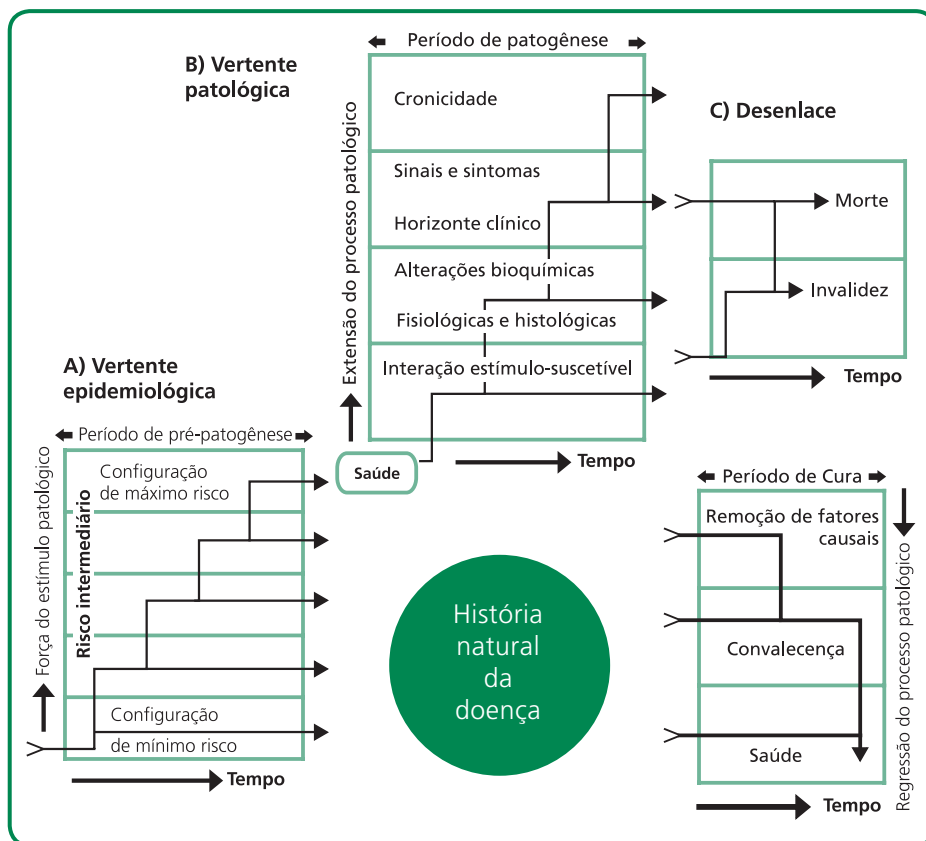 B) Vertente
patológica
Período de patogênese
Extensão do processo patológico
Cronicidade
Sinais e sintomas
Horizonte clínico
Alterações bioquímicas
Fisiológicas e histológicas
Interação estímulo-suscetível
Tempo
C) Desenlace
Morte
Invalidez
Tempo
A) Vertente
epidemiológica
Período de pré-patogênese
Força do estímulo patológico
Risco intermediário
Configuração
de máximo risco
Configuração
de mínimo risco
Tempo
Saúde
História
natural
da
doença
Período de Cura
Remoção de fatores
causais
Convalecença
Saúde
Regressão do processo patológico
Tempo